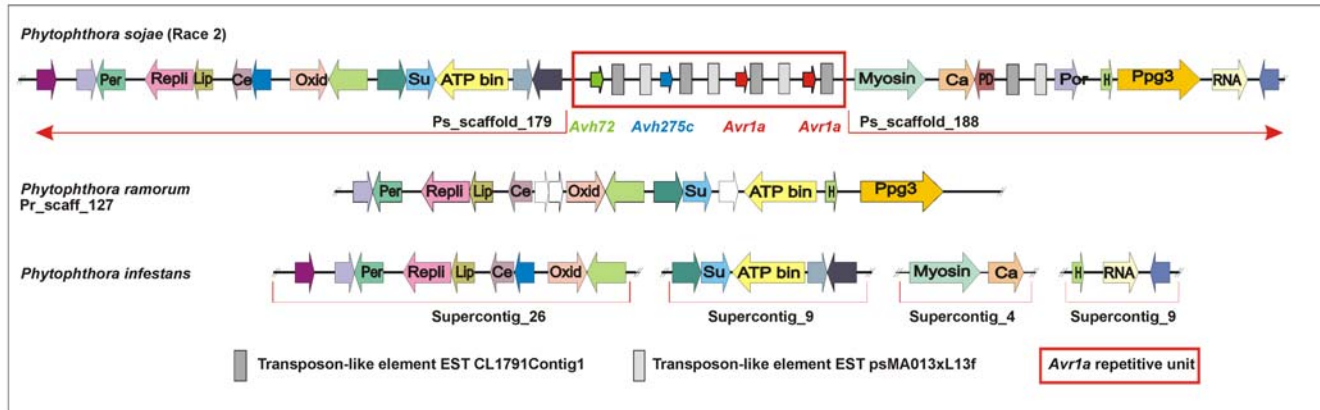 Phytophthora sojae (Race 2)
Per Repli Lip Ce Oxid Su ATP bin Myosin Ca PD Por H Ppg3 RNA
Ps_scaffold_179 Avh72 Avh275c Avr1a Avr1a Ps_scaffold_188
Phytophthora ramorum
Pr_scaff_127
Per Repli Lip Ce Oxid Su ATP bin H Ppg3
Phytophthora infestans
Per Repli Lip Ce Oxid Su ATP bin Myosin Ca H RNA
Supercontig_26 Supercontig_9 Supercontig_4 Supercontig_9
Transposon-like element EST CL1791Contig1 Transposon-like element EST psMA013xL13f Avr1a repetitive unit